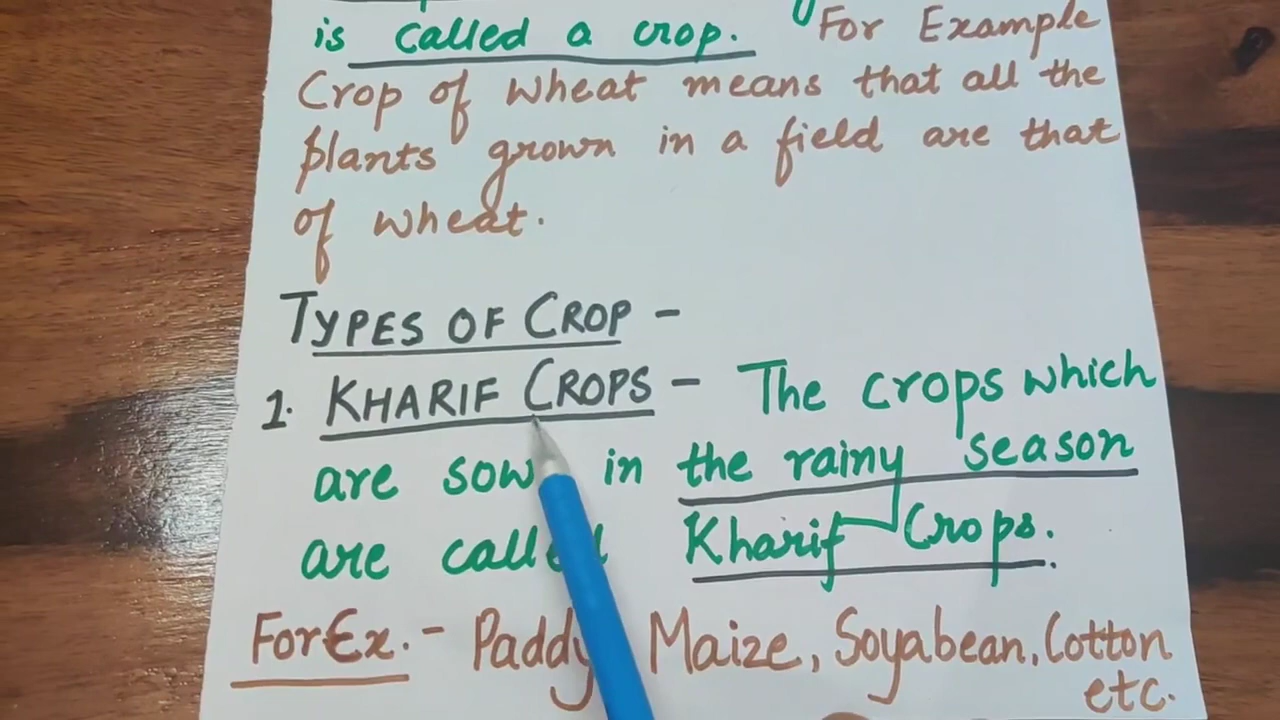 is called a crop. For Example
Crop of wheat means that all the
plants grown in a field are that
of wheat.
TYPES OF CROP -
1. KHARIF CROPS - The crops which
are sow in the rainy season
are called Kharif Crops.
For Ex. - Paddy Maize, Soyabean, Cotton
etc.